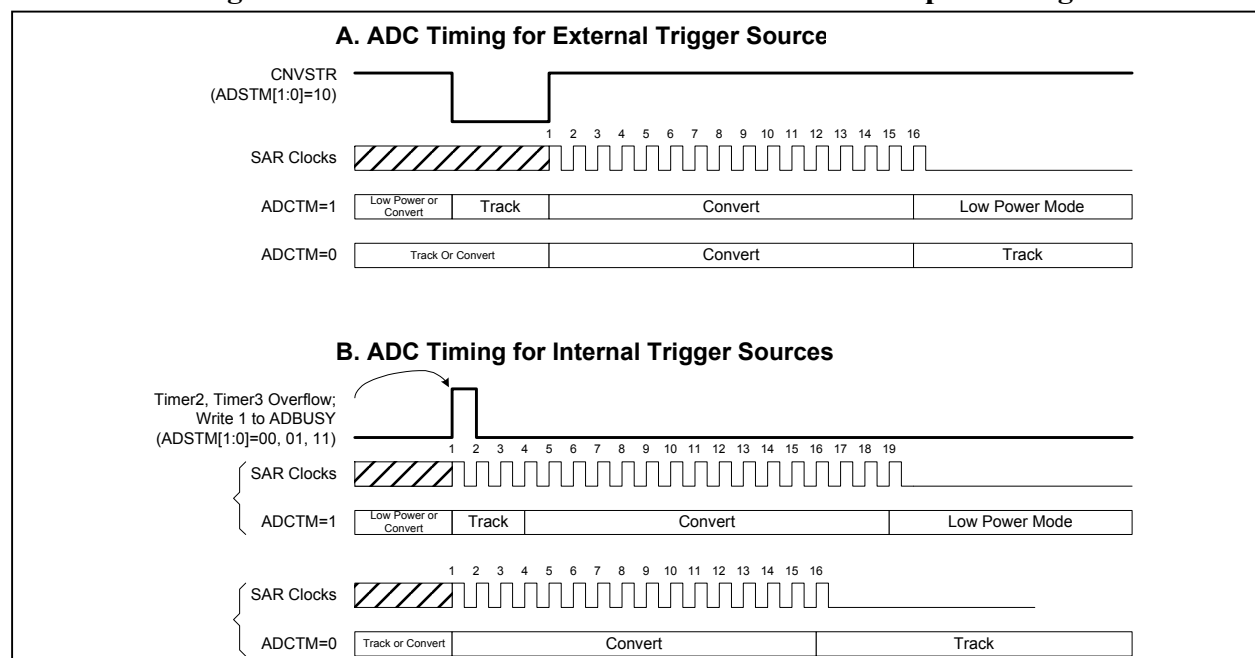 A. ADC Timing for External Trigger Source
CNVSTR
(ADSTM[1:0]=10)
1 2 3 4 5 6 7 8 9 10 11 12 13 14 15 16
SAR Clocks
ADCTM=1
Low Power or
Convert
Track
Convert
Low Power Mode
ADCTM=0
Track Or Convert
Convert
Track
B. ADC Timing for Internal Trigger Sources
Timer2, Timer3 Overflow;
Write 1 to ADBUSY
(ADSTM[1:0]=00, 01, 11)
1 2 3 4 5 6 7 8 9 10 11 12 13 14 15 16 17 18 19
SAR Clocks
ADCTM=1
Low Power or
Convert
Track
Convert
Low Power Mode
1 2 3 4 5 6 7 8 9 10 11 12 13 14 15 16
SAR Clocks
ADCTM=0
Track or Convert
Convert
Track